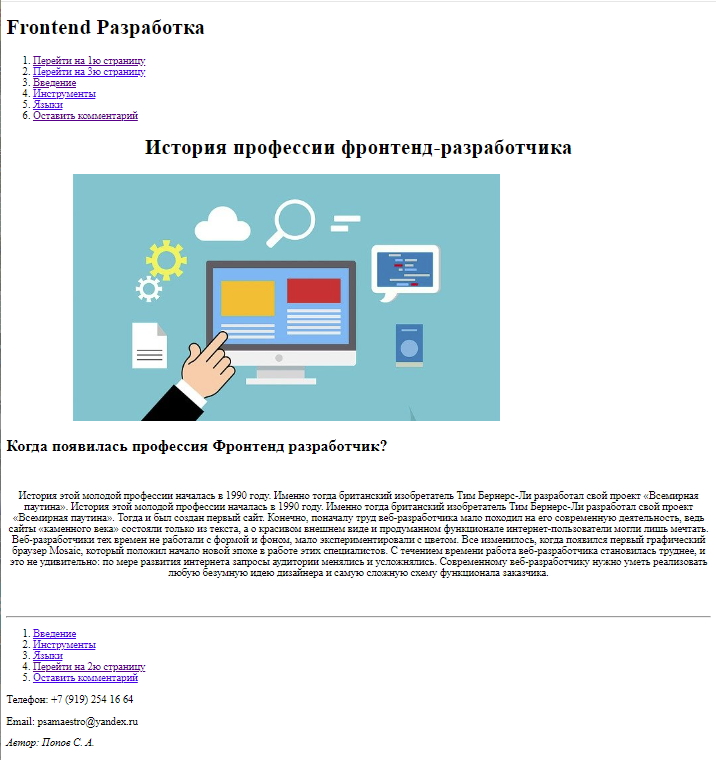 Frontend Разработка
1. Перейти на 1ю страницу
2. Перейти на 3ю страницу
3. Введение
4. Инструменты
5. Языки
6. Оставить комментарий
История профессии фронтенд-разработчика
Когда появилась профессия Фронтенд разработчик?
История этой молодой профессии началась в 1990 году. Именно тогда британский изобретатель Тим Бернерс-Ли разработал свой проект «Всемирная
паутина». История этой молодой профессии началась в 1990 году. Именно тогда британский изобретатель Тим Бернерс-Ли разработал свой проект
«Всемирная паутина». Тогда и был создан первый сайт. Конечно, поначалу труд веб-разработчика мало походил на его современную деятельность, ведь
сайты «каменного века» состояли только из текста, а о красивом внешнем виде и продуманном функционале интернет-пользователи могли лишь мечтать.
Веб-разработчики тех времен не работали с формой и фоном, мало экспериментировали с цветом. Все изменилось, когда появился первый графический
браузер Mosaic, который положил начало новой эпохе в работе этих специалистов. С течением времени работа веб-разработчика становилась труднее, и
это не удивительно: по мере развития интернета запросы аудитории менялись и усложнялись. Современному веб-разработчику нужно уметь реализовать
любую безумную идею дизайнера и самую сложную схему функционала заказчика.
1. Введение
2. Инструменты
3. Языки
4. Перейти на 2ю страницу
5. Оставить комментарий
Телефон: +7 (919) 254 16 64
Email: psamaestro@yandex.ru
Автор: Попов С. А.